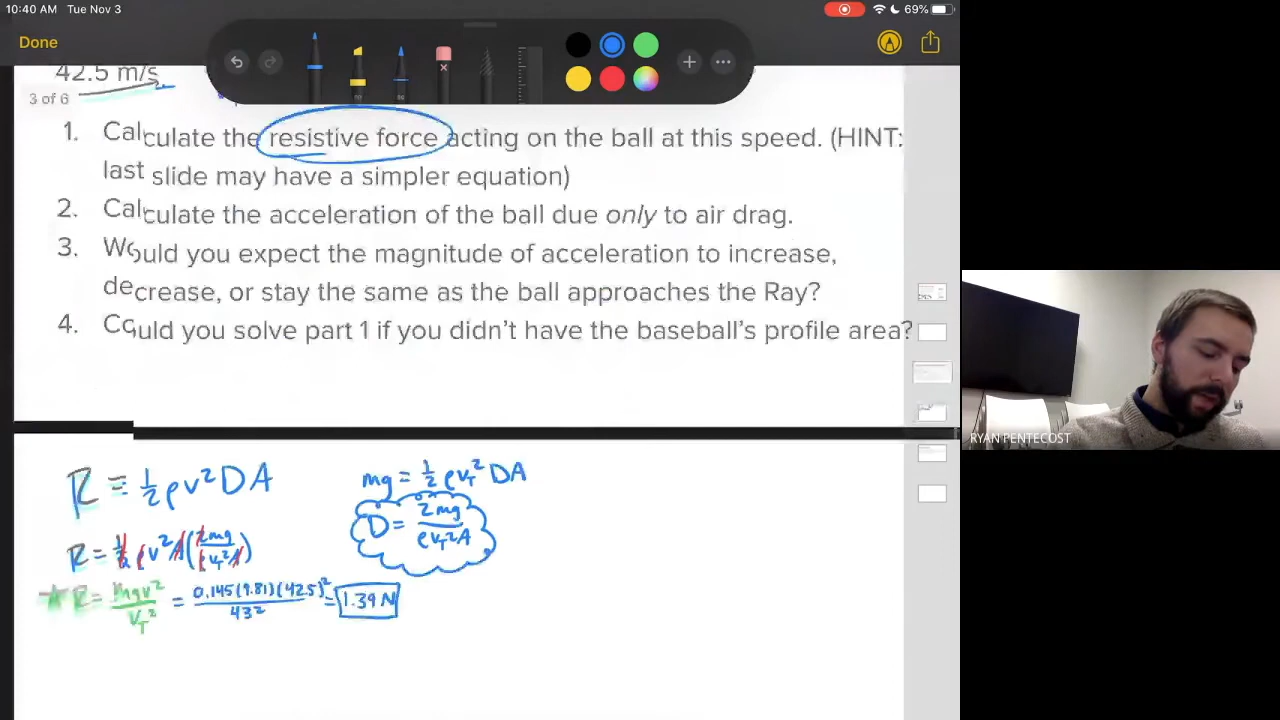 10:40 AM Tue Nov 3
69%
Done
42.5 m/s
3 of 6
1. Calculate the resistive force acting on the ball at this speed. (HINT:
last slide may have a simpler equation)
2. Calculate the acceleration of the ball due only to air drag.
3. Would you expect the magnitude of acceleration to increase,
decrease, or stay the same as the ball approaches the Ray?
4. Could you solve part 1 if you didn't have the baseball's profile area?
RYAN PENTECOST
R = ½ρv²DA
mg = ½ρv_T²DA
D = 2mg/ρv_T²A
R = ½ρv²A(2mg/ρv_T²A)
R = mgv²/v_T² = 0.145(9.81)(42.5)²/43² = 1.39 N